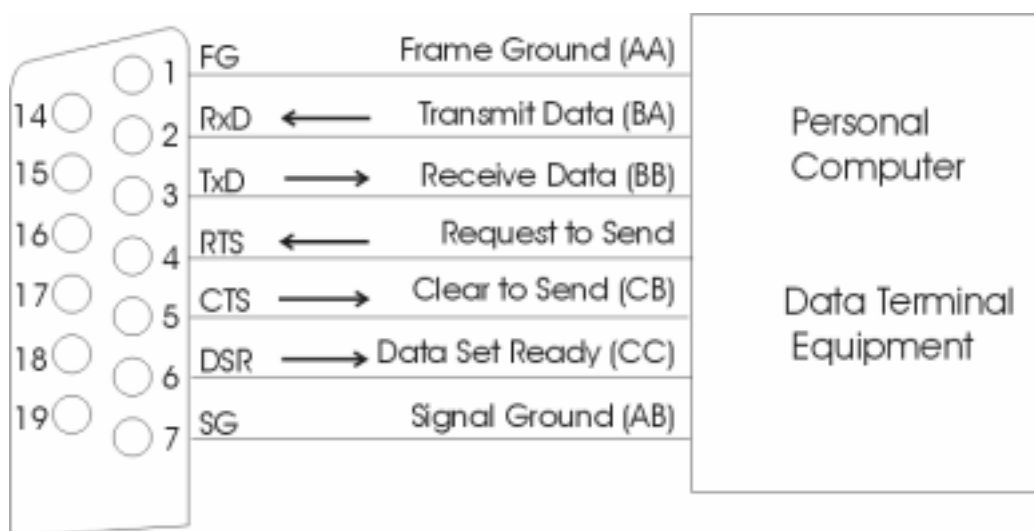 1 FG Frame Ground (AA)
14
2 RxD Transmit Data (BA)
15
3 TxD Receive Data (BB)
16
4 RTS Request to Send
17
5 CTS Clear to Send (CB)
18
6 DSR Data Set Ready (CC)
19
7 SG Signal Ground (AB)
Personal
Computer
Data Terminal
Equipment